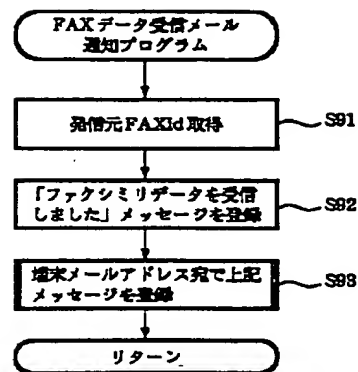 FAXデータ受信メール
通知プログラム
発信元FAXId取得
S91
「ファクシミリデータを受信
しました」メッセージを登録
S92
端末メールアドレス宛で上記
メッセージを登録
S93
リターン